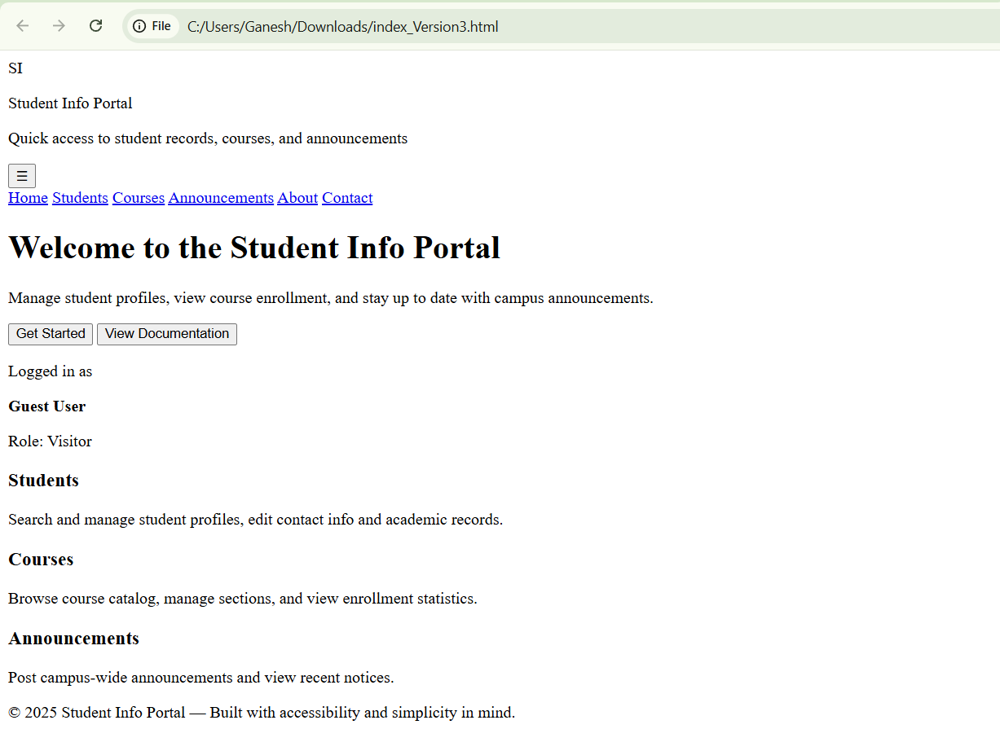 File C:/Users/Ganesh/Downloads/index_Version3.html
SI
Student Info Portal
Quick access to student records, courses, and announcements
☰
Home Students Courses Announcements About Contact
Welcome to the Student Info Portal
Manage student profiles, view course enrollment, and stay up to date with campus announcements.
Get Started View Documentation
Logged in as
Guest User
Role: Visitor
Students
Search and manage student profiles, edit contact info and academic records.
Courses
Browse course catalog, manage sections, and view enrollment statistics.
Announcements
Post campus-wide announcements and view recent notices.
© 2025 Student Info Portal — Built with accessibility and simplicity in mind.